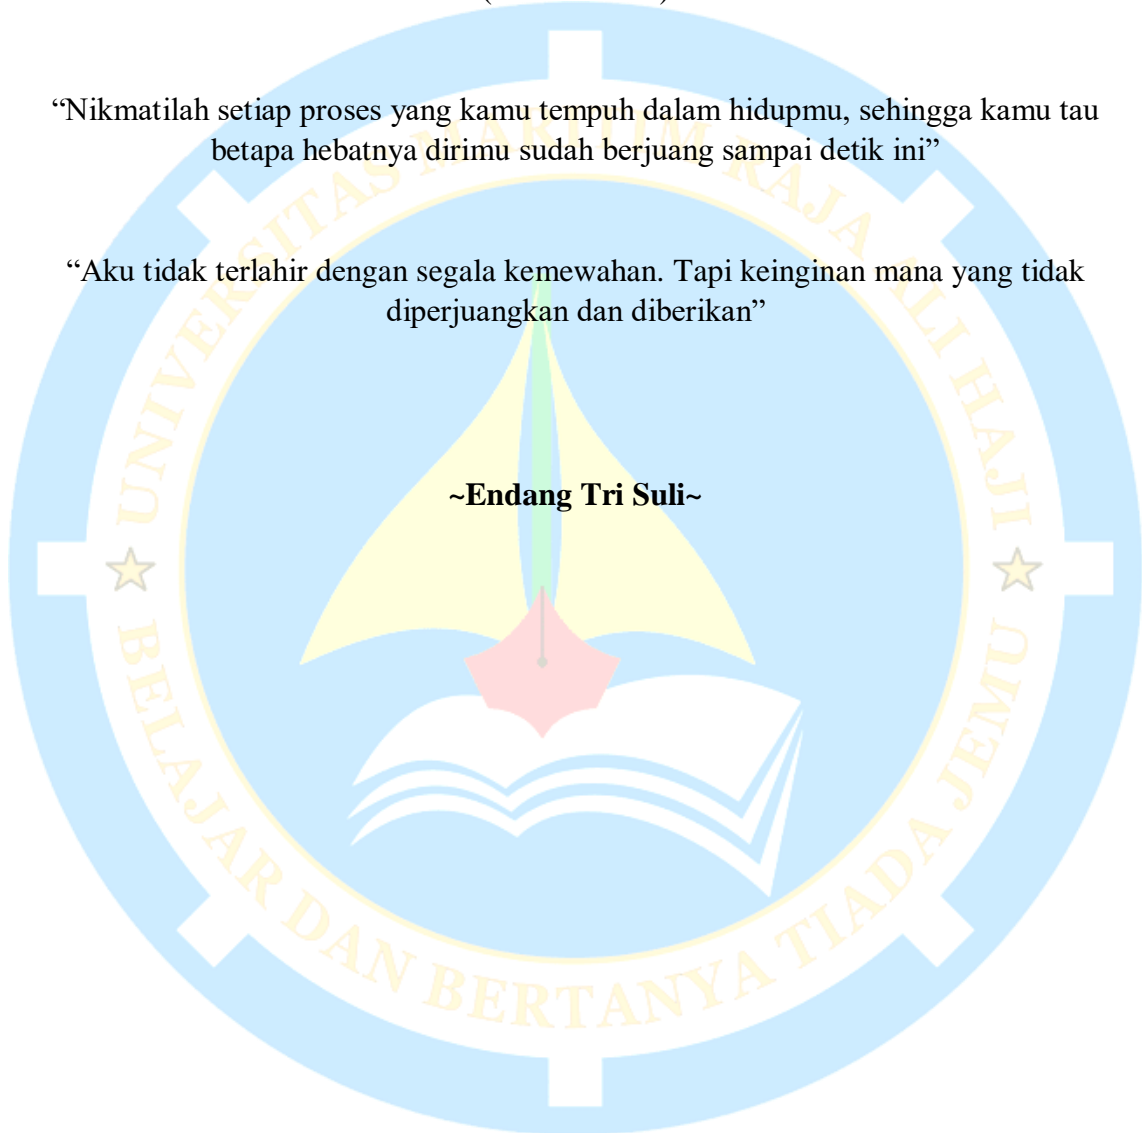 “Nikmatilah setiap proses yang kamu tempuh dalam hidupmu, sehingga kamu tau
betapa hebatnya dirimu sudah berjuang sampai detik ini”
“Aku tidak terlahir dengan segala kemewahan. Tapi keinginan mana yang tidak
diperjuangkan dan diberikan”
~Endang Tri Suli~
UNIVERSITAS MARITIM RAJA ALI HAJI
BELAJAR DAN BERTANYA TIADA JEMU